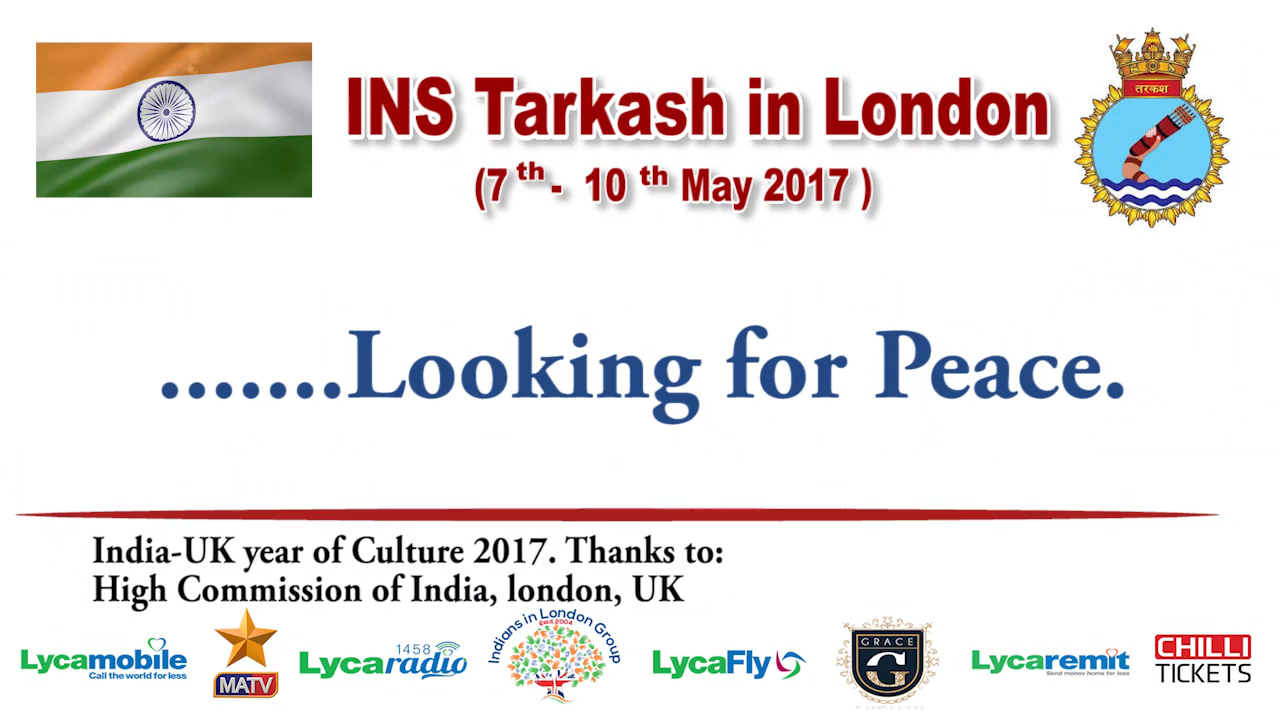 INS Tarkash in London
(7 th - 10 th May 2017 )
तरकश
.......Looking for Peace.
India-UK year of Culture 2017. Thanks to:
High Commission of India, london, UK
Lycamobile
Call the world for less
MATV
1458
Lycaradio
Indians in London Group
Estd.2004
LycaFly
GRACE
G
Lycaremit
Send money home for less
CHILLI
TICKETS